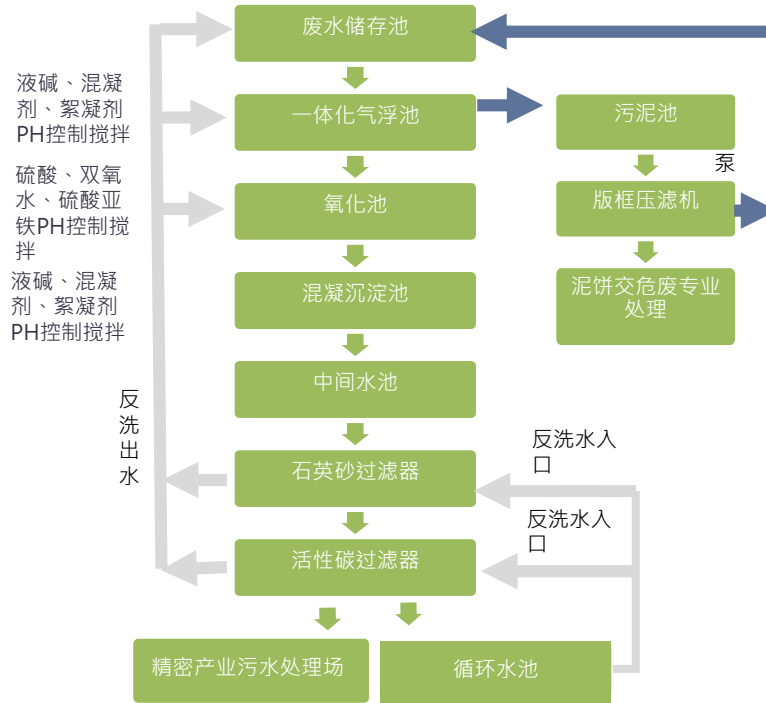 废水储存池
液碱、混凝
剂、絮凝剂
PH控制搅拌
一体化气浮池
污泥池
泵
硫酸、双氧
水、硫酸亚
铁PH控制搅
拌
氧化池
版框压滤机
液碱、混凝
剂、絮凝剂
PH控制搅拌
混凝沉淀池
泥饼交危废专业
处理
中间水池
反
洗
出
水
石英砂过滤器
反洗水入
口
反洗水入
口
活性碳过滤器
精密产业污水处理场
循环水池